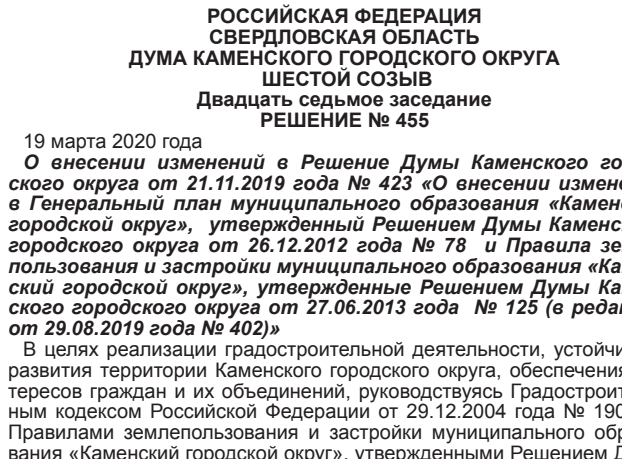 РОССИЙСКАЯ ФЕДЕРАЦИЯ
СВЕРДЛОВСКАЯ ОБЛАСТЬ
ДУМА КАМЕНСКОГО ГОРОДСКОГО ОКРУГА
ШЕСТОЙ СОЗЫВ
Двадцать седьмое заседание
РЕШЕНИЕ № 455
19 марта 2020 года
О внесении изменений в Решение Думы Каменского го
ского округа от 21.11.2019 года № 423 «О внесении измен
в Генеральный план муниципального образования «Камен
городской округ», утвержденный Решением Думы Каменс
городского округа от 26.12.2012 года № 78 и Правила зе
пользования и застройки муниципального образования «Ка
ский городской округ», утвержденные Решением Думы Ка
ского городского округа от 27.06.2013 года № 125 (в реда
от 29.08.2019 года № 402)»
В целях реализации градостроительной деятельности, устойчи
развития территории Каменского городского округа, обеспечения
тересов граждан и их объединений, руководствуясь Градостроит
ным кодексом Российской Федерации от 29.12.2004 года № 190
Правилами землепользования и застройки муниципального обр
вания «Каменский городской округ», утвержденными Решением Д